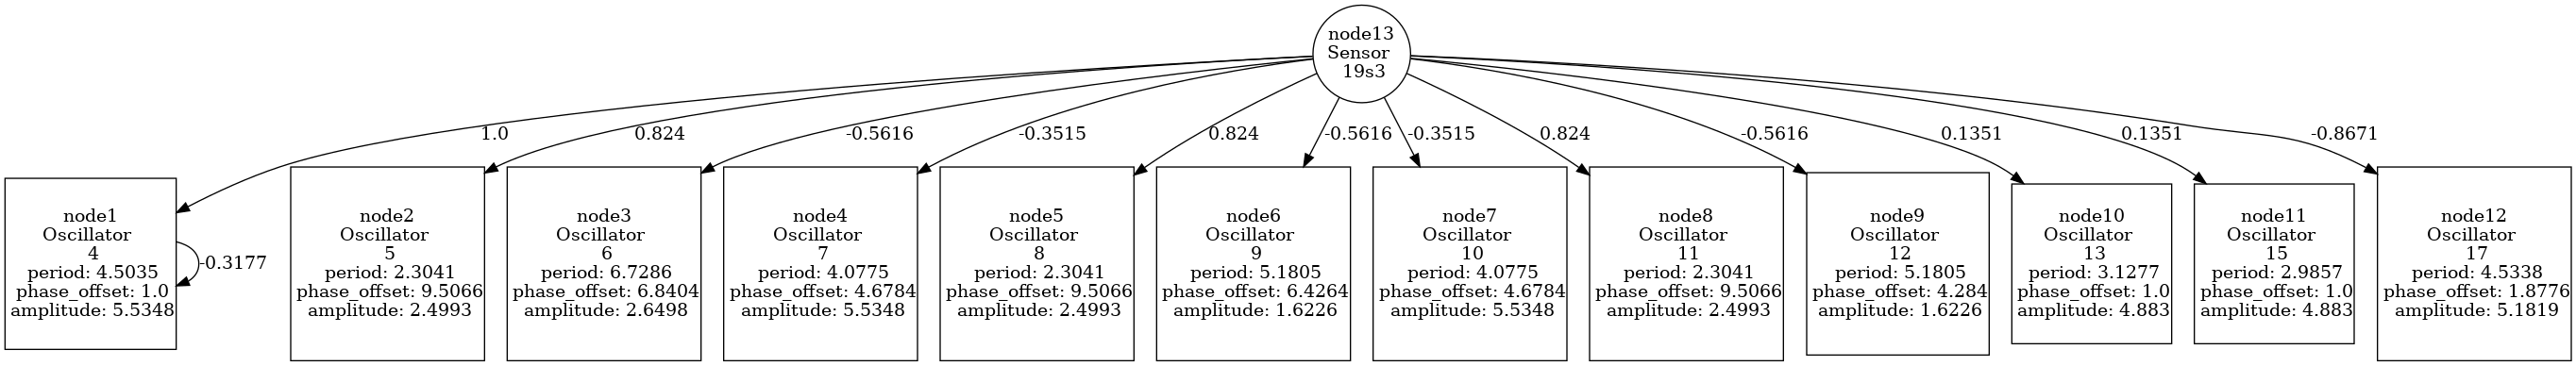 node13
Sensor
19s3
1.0
0.824
-0.5616
-0.3515
0.824
-0.5616
-0.3515
0.824
-0.5616
0.1351
0.1351
-0.8671
node1
Oscillator
4
period: 4.5035
phase_offset: 1.0
amplitude: 5.5348
-0.3177
node2
Oscillator
5
period: 2.3041
phase_offset: 9.5066
amplitude: 2.4993
node3
Oscillator
6
period: 6.7286
phase_offset: 6.8404
amplitude: 2.6498
node4
Oscillator
7
period: 4.0775
phase_offset: 4.6784
amplitude: 5.5348
node5
Oscillator
8
period: 2.3041
phase_offset: 9.5066
amplitude: 2.4993
node6
Oscillator
9
period: 5.1805
phase_offset: 6.4264
amplitude: 1.6226
node7
Oscillator
10
period: 4.0775
phase_offset: 4.6784
amplitude: 5.5348
node8
Oscillator
11
period: 2.3041
phase_offset: 9.5066
amplitude: 2.4993
node9
Oscillator
12
period: 5.1805
phase_offset: 4.284
amplitude: 1.6226
node10
Oscillator
13
period: 3.1277
phase_offset: 1.0
amplitude: 4.883
node11
Oscillator
15
period: 2.9857
phase_offset: 1.0
amplitude: 4.883
node12
Oscillator
17
period: 4.5338
phase_offset: 1.8776
amplitude: 5.1819